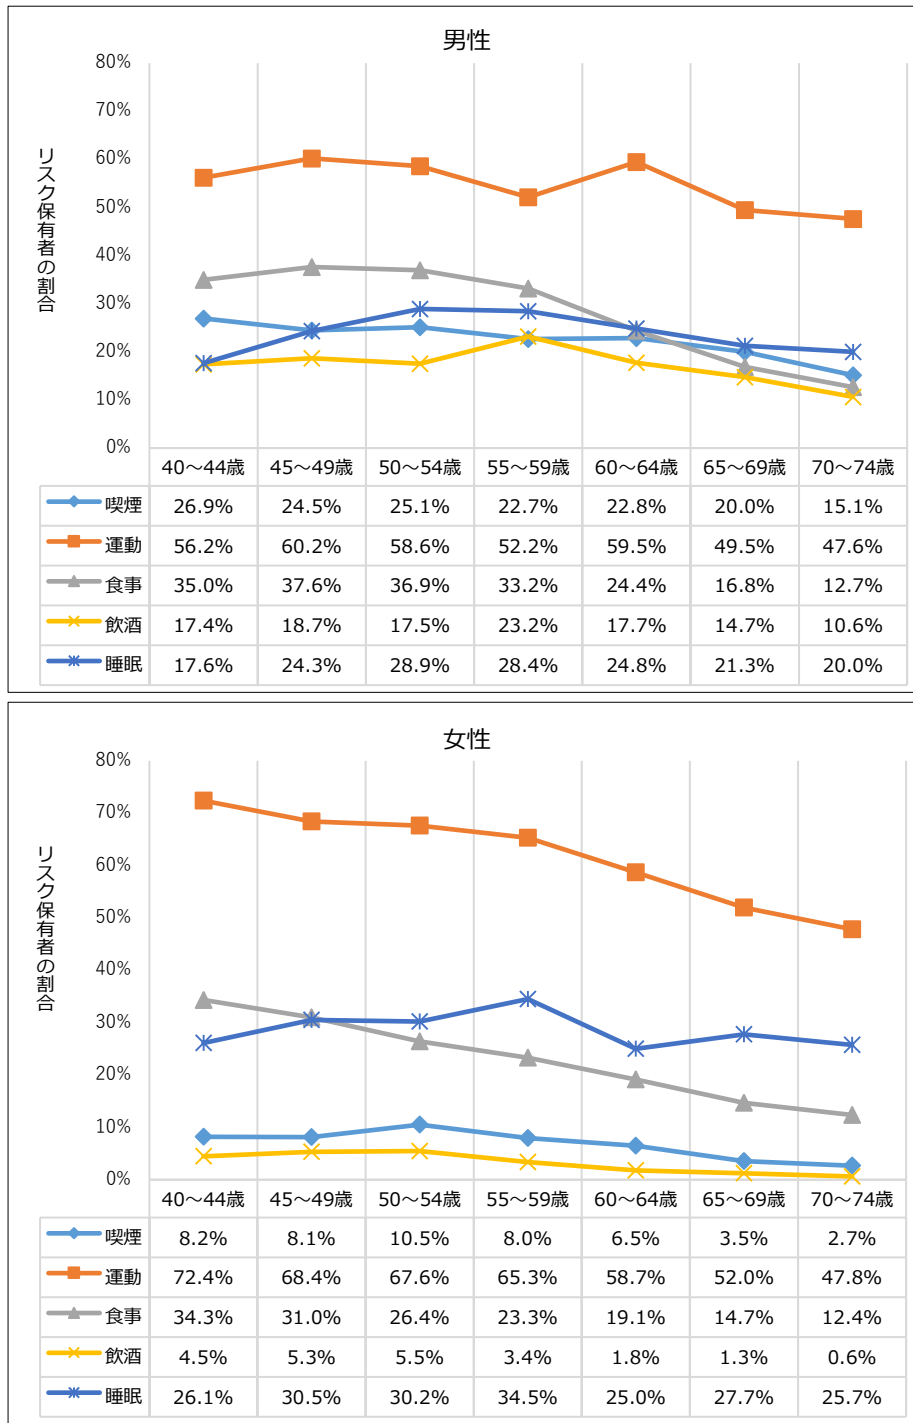 男性
80%
70%
60%
50%
40%
30%
20%
10%
0%
リスク保有者の割合
40～44歳 45～49歳 50～54歳 55～59歳 60～64歳 65～69歳 70～74歳
喫煙 26.9% 24.5% 25.1% 22.7% 22.8% 20.0% 15.1%
運動 56.2% 60.2% 58.6% 52.2% 59.5% 49.5% 47.6%
食事 35.0% 37.6% 36.9% 33.2% 24.4% 16.8% 12.7%
飲酒 17.4% 18.7% 17.5% 23.2% 17.7% 14.7% 10.6%
睡眠 17.6% 24.3% 28.9% 28.4% 24.8% 21.3% 20.0%
女性
80%
70%
60%
50%
40%
30%
20%
10%
0%
リスク保有者の割合
40～44歳 45～49歳 50～54歳 55～59歳 60～64歳 65～69歳 70～74歳
喫煙 8.2% 8.1% 10.5% 8.0% 6.5% 3.5% 2.7%
運動 72.4% 68.4% 67.6% 65.3% 58.7% 52.0% 47.8%
食事 34.3% 31.0% 26.4% 23.3% 19.1% 14.7% 12.4%
飲酒 4.5% 5.3% 5.5% 3.4% 1.8% 1.3% 0.6%
睡眠 26.1% 30.5% 30.2% 34.5% 25.0% 27.7% 25.7%